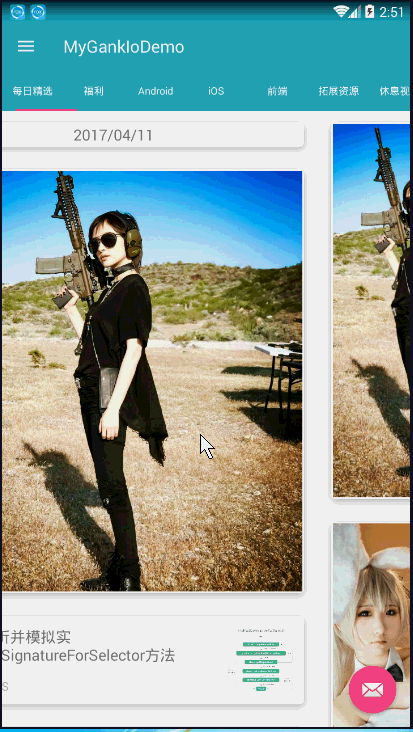 2:51
MyGankIoDemo
每日精选 福利 Android iOS 前端 拓展资源 休息视
2017/04/11
析并模拟实
SignatureForSelector方法
s